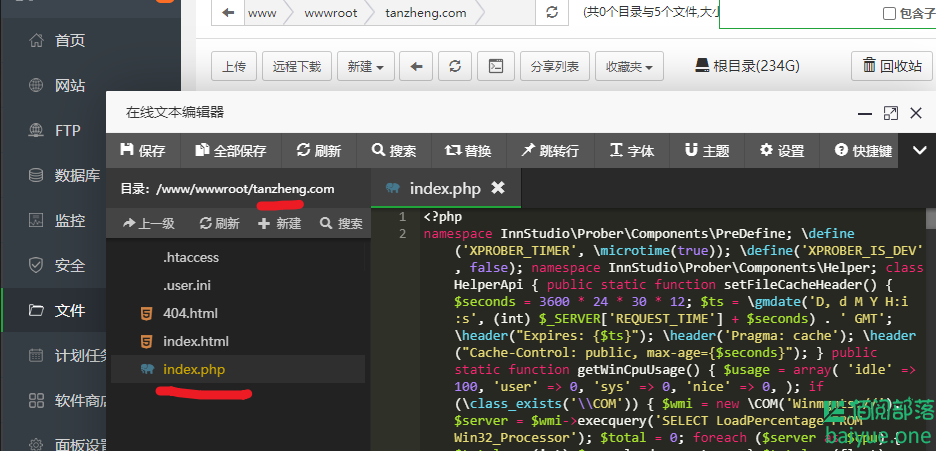 www
wwwroot
tanzheng.com
(共0个目录与5个文件,大小
包含子
首页
网站
FTP
数据库
监控
安全
文件
计划任务
软件商店
面板设置
上传
远程下载
新建
分享列表
收藏夹
根目录(234G)
回收站
在线文本编辑器
保存
全部保存
刷新
搜索
替换
跳转行
字体
主题
设置
快捷键
目录: /www/wwwroot/tanzheng.com
上一级
刷新
新建
搜索
.htaccess
.user.ini
404.html
index.html
index.php
index.php
1 <?php
2 namespace InnStudio\Prober\Components\PreDefine; \define
('XPROBER_TIMER', \microtime(true)); \define('XPROBER_IS_DEV'
, false); namespace InnStudio\Prober\Components\Helper; class
HelperApi { public static function setFileCacheHeader() {
$seconds = 3600 * 24 * 30 * 12; $ts = \gmdate('D, d M Y H:i
:s', (int) $_SERVER['REQUEST_TIME'] + $seconds) . ' GMT';
\header("Expires: {$ts}"); \header('Pragma: cache'); \header
("Cache-Control: public, max-age={$seconds}"); } public
static function getWinCpuUsage() { $usage = array( 'idle' =>
100, 'user' => 0, 'sys' => 0, 'nice' => 0, ); if
(\class_exists('\\COM')) { $wmi = new \COM(
$server = $wmi->execquery('SELECT LoadPercentage FROM
Win32_Processor'); $total = 0; foreach ($server as $cpu) {
佰阅部落
baiyue.one